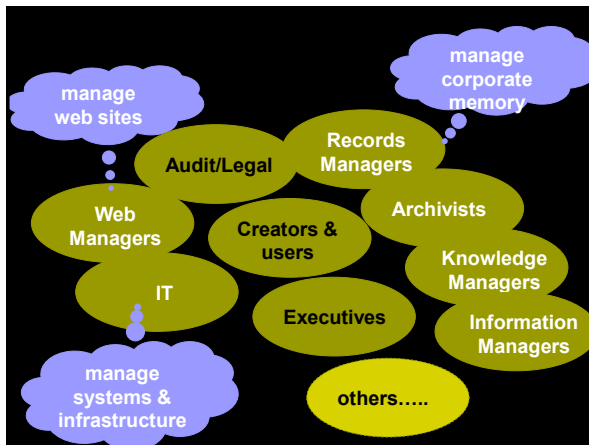 manage
web sites
manage
corporate
memory
Audit/Legal
Records
Managers
Web
Managers
Creators &
users
Archivists
IT
Knowledge
Managers
Executives
Information
Managers
manage
systems &
infrastructure
others…..